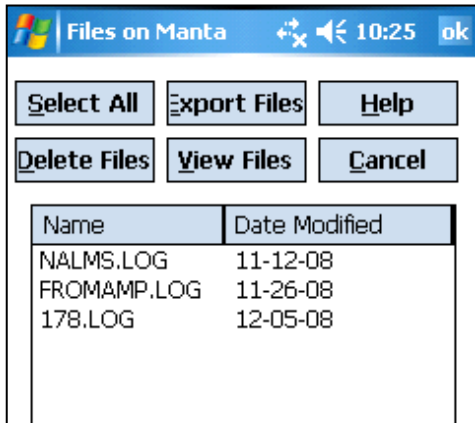 Files on Manta 10:25 ok
Select All Export Files Help
Delete Files View Files Cancel
Name Date Modified
NALMS.LOG 11-12-08
FROMAMP.LOG 11-26-08
178.LOG 12-05-08